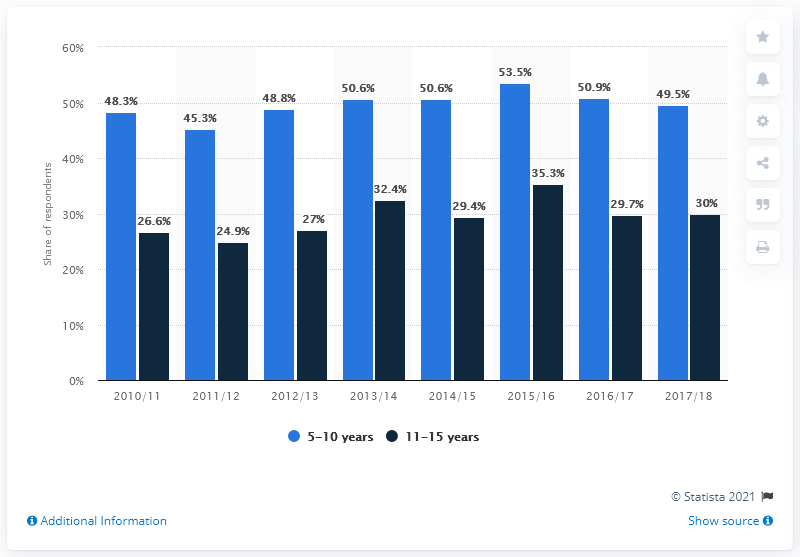 60%
50%
40%
30%
20%
10%
0%
Share of respondents
48.3% 45.3% 48.8% 50.6% 50.6% 53.5% 50.9% 49.5%
26.6% 24.9% 27% 32.4% 29.4% 35.3% 29.7% 30%
2010/11 2011/12 2012/13 2013/14 2014/15 2015/16 2016/17 2017/18
5-10 years 11-15 years
© Statista 2021
Additional Information Show source